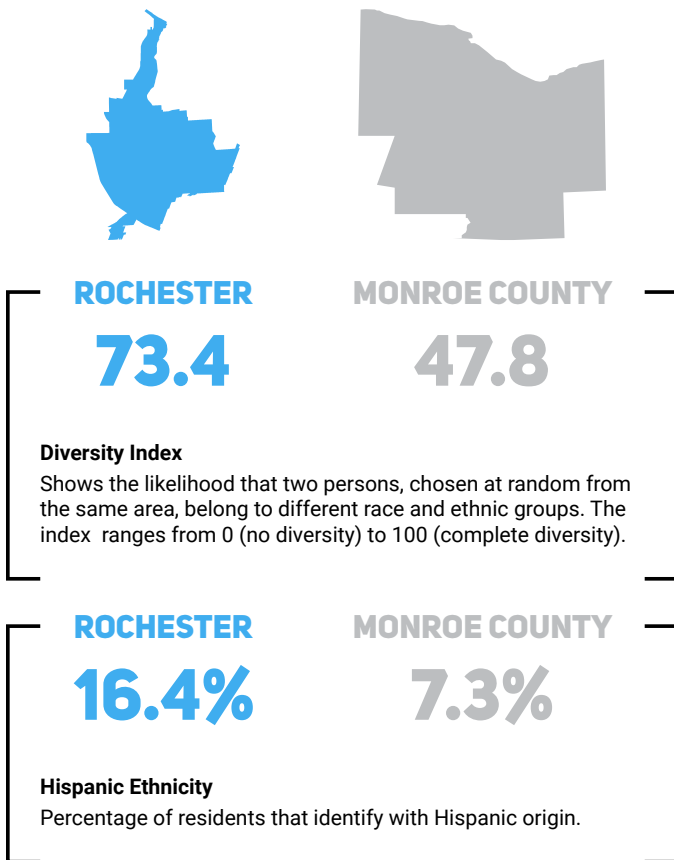 ROCHESTER
MONROE COUNTY
73.4
47.8
Diversity Index
Shows the likelihood that two persons, chosen at random from
the same area, belong to different race and ethnic groups. The
index  ranges from 0 (no diversity) to 100 (complete diversity).
ROCHESTER
MONROE COUNTY
16.4%
7.3%
Hispanic Ethnicity
Percentage of residents that identify with Hispanic origin.